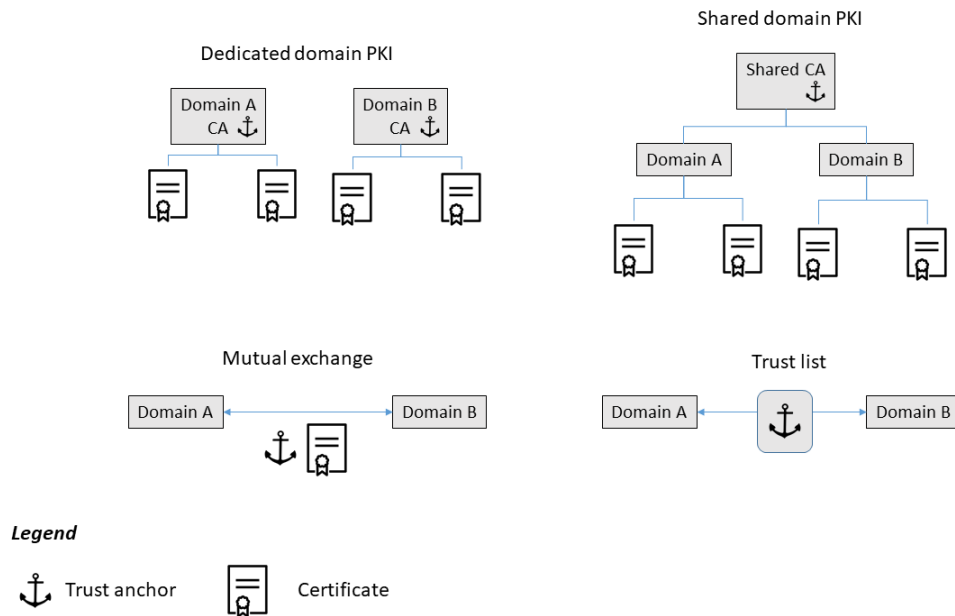 Dedicated domain PKI
Domain A
CA
Domain B
CA
Shared domain PKI
Shared CA
Domain A
Domain B
Mutual exchange
Domain A
Domain B
Trust list
Domain A
Domain B
Legend
Trust anchor
Certificate